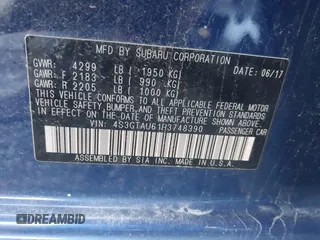 MFD. BY SUBARU CORPORATION
GVWR: 4299 LB ( 1950 KG) DATE: 06/17
GAWR: F 2183 LB ( 990 KG)
GAWR: R 2205 LB ( 1000 KG)
THIS VEHICLE CONFORMS TO ALL APPLICABLE FEDERAL MOTOR
VEHICLE SAFETY, BUMPER, AND THEFT PREVENTION STANDARDS
IN EFFECT ON THE DATE OF MANUFACTURE SHOWN ABOVE.
VIN: 4S3GTAU61H3748390 PASSENGER CAR
ASSEMBLED BY SIA INC. MADE IN U.S.A.
DREAMBID